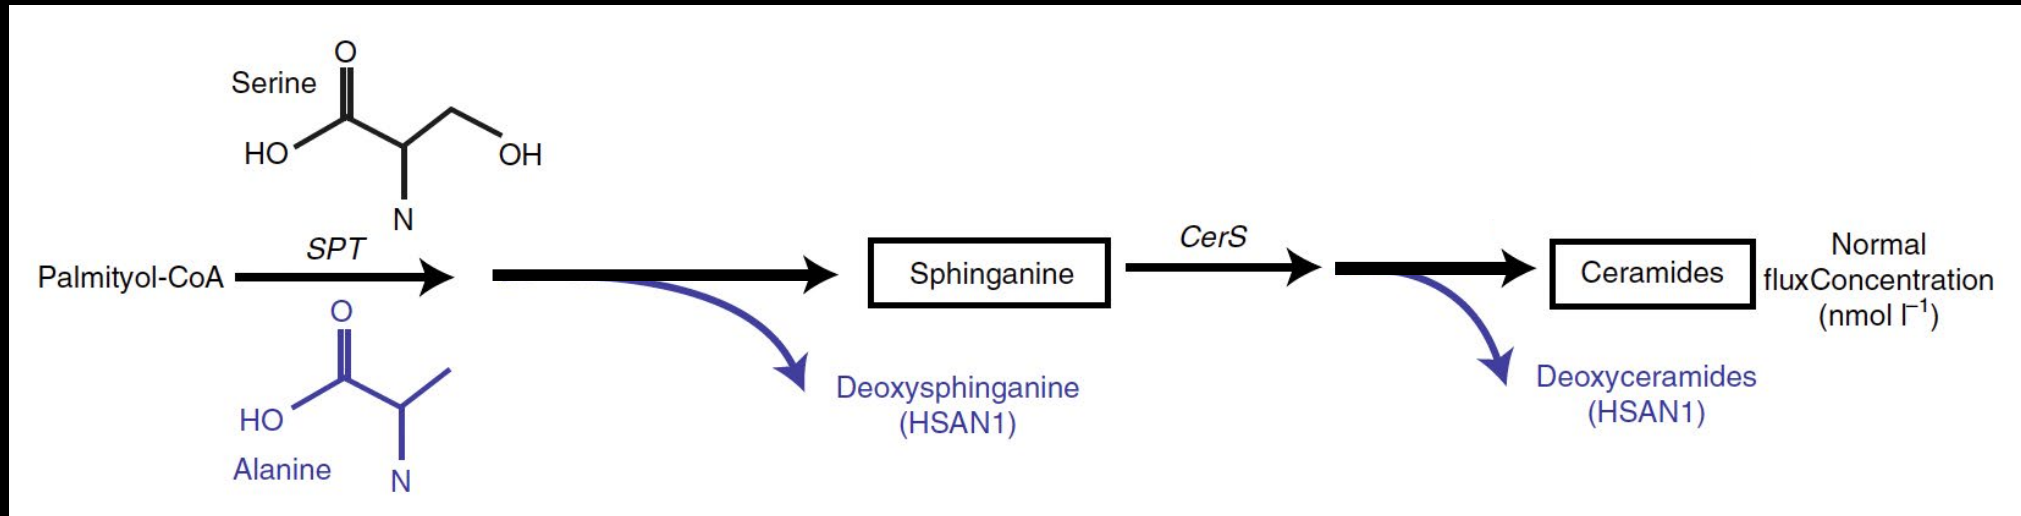 Serine
O
HO
OH
N
Palmityol-CoA
SPT
O
HO
N
Alanine
Sphinganine
Deoxysphinganine
(HSAN1)
CerS
Ceramides
Deoxyceramides
(HSAN1)
Normal
fluxConcentration
(nmol l⁻¹)